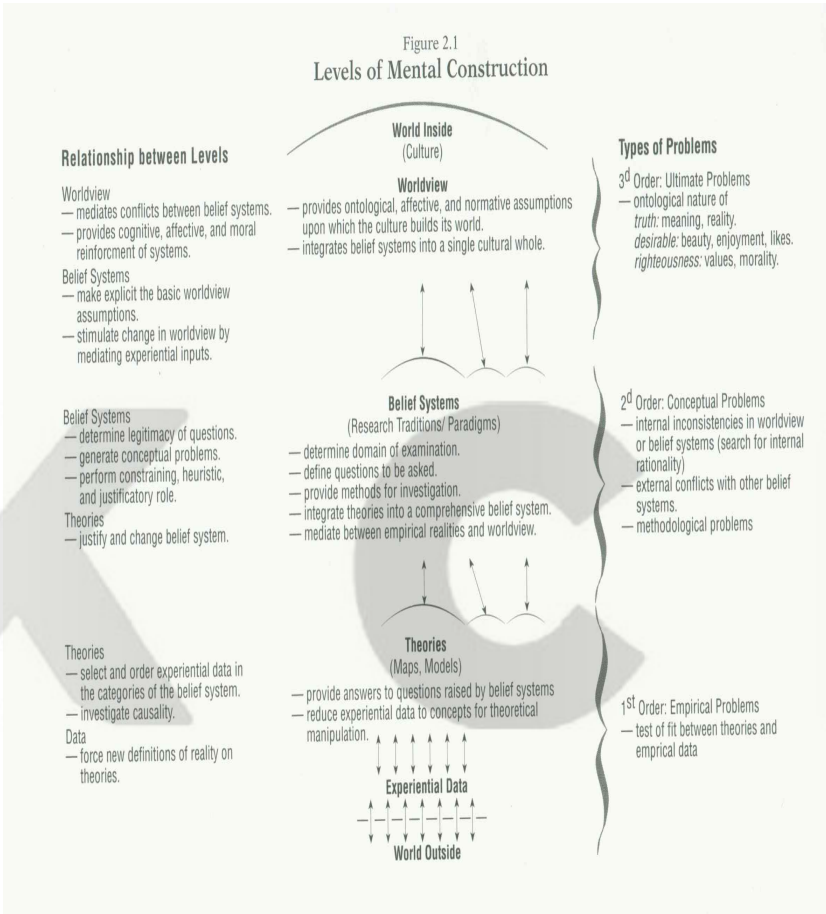 Figure 2.1
Levels of Mental Construction
Relationship between Levels
Worldview
— mediates conflicts between belief systems.
— provides cognitive, affective, and moral
reinforcment of systems.
Belief Systems
— make explicit the basic worldview
assumptions.
— stimulate change in worldview by
mediating experiential inputs.
Belief Systems
— determine legitimacy of questions.
— generate conceptual problems.
— perform constraining, heuristic,
and justificatory role.
Theories
— justify and change belief system.
Theories
— select and order experiential data in
the categories of the belief system.
— investigate causality.
Data
— force new definitions of reality on
theories.
World Inside
(Culture)
Worldview
— provides ontological, affective, and normative assumptions
upon which the culture builds its world.
— integrates belief systems into a single cultural whole.
Belief Systems
(Research Traditions/ Paradigms)
— determine domain of examination.
— define questions to be asked.
— provide methods for investigation.
— integrate theories into a comprehensive belief system.
— mediate between empirical realities and worldview.
Theories
(Maps, Models)
— provide answers to questions raised by belief systems
— reduce experiential data to concepts for theoretical
manipulation.
Experiential Data
World Outside
Types of Problems
3d Order: Ultimate Problems
— ontological nature of
truth: meaning, reality.
desirable: beauty, enjoyment, likes.
righteousness: values, morality.
2d Order: Conceptual Problems
— internal inconsistencies in worldview
or belief systems (search for internal
rationality)
— external conflicts with other belief
systems.
— methodological problems
1st Order: Empirical Problems
— test of fit between theories and
emprical data